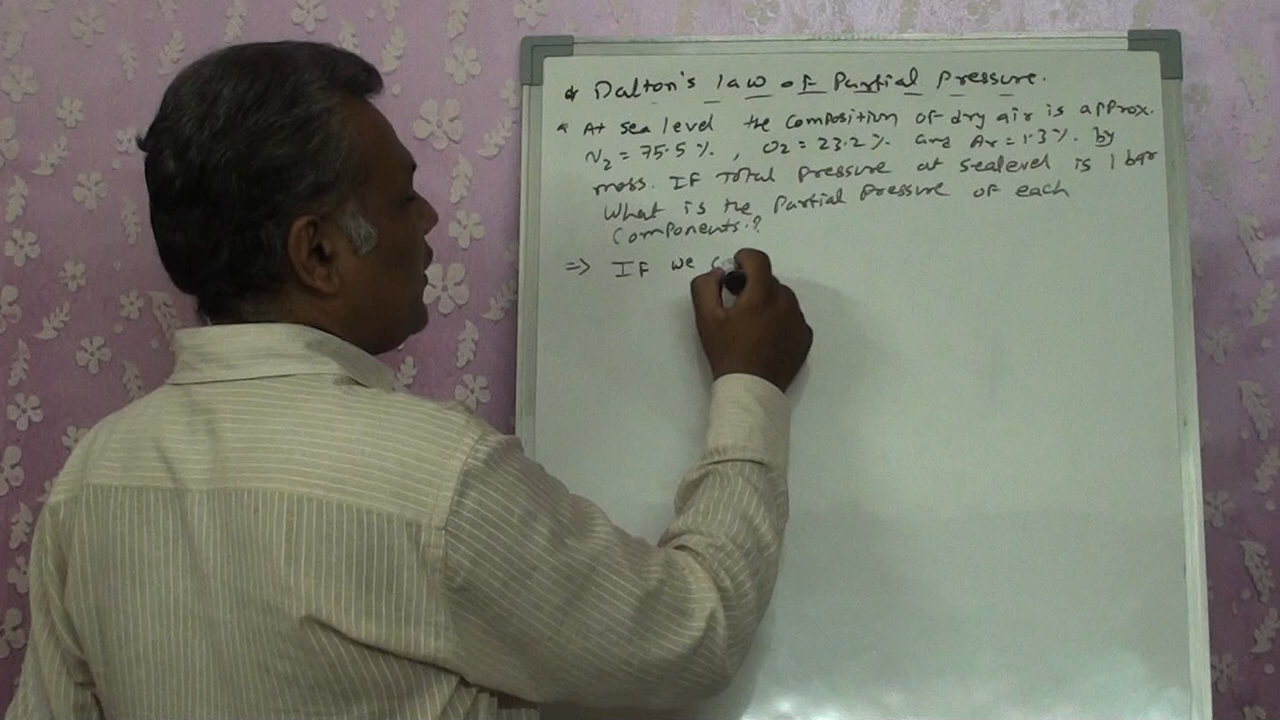 * Dalton's law of Partial Pressure.
* At sea level the composition of dry air is approx.
N2 = 75.5 %, O2 = 23.2 % and Ar = 1.3 %. by
mass. If Total pressure at sealevel is 1 bar
What is the Partial pressure of each
Components.?
=> IF we